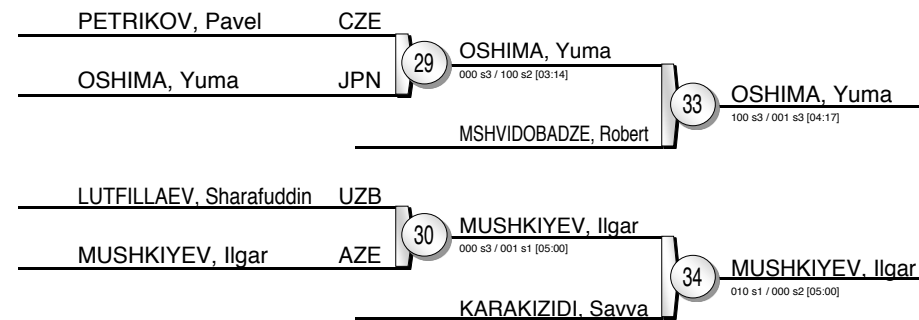 PETRIKOV, Pavel CZE
29
OSHIMA, Yuma
000 s3 / 100 s2 [03:14]
OSHIMA, Yuma JPN
33
OSHIMA, Yuma
100 s3 / 001 s3 [04:17]
MSHVIDOBADZE, Robert
LUTFILLAEV, Sharafuddin UZB
30
MUSHKIYEV, Ilgar
000 s3 / 001 s1 [05:00]
MUSHKIYEV, Ilgar AZE
34
MUSHKIYEV, Ilgar
010 s1 / 000 s2 [05:00]
KARAKIZIDI, Savva